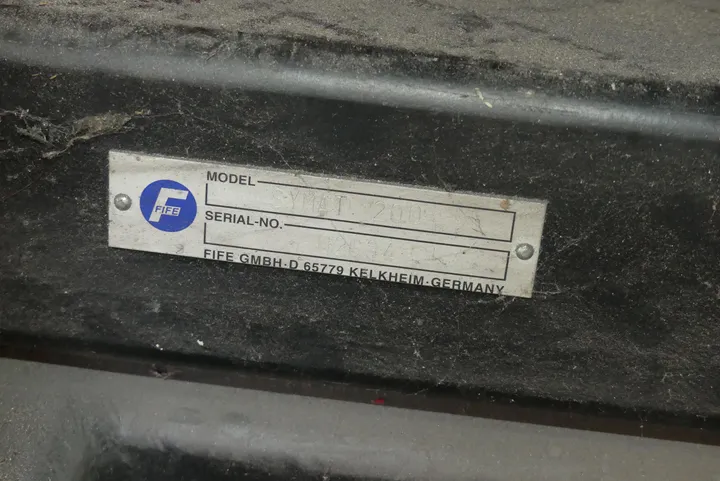 FIFE
MODEL
SERIAL-NO.
FIFE GMBH·D 65779 KELKHEIM·GERMANY